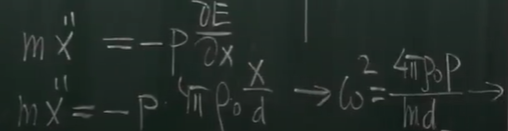 m x'' = -p ∂E/∂x
m x'' = -p · 4π ρ₀ x/d → ω² = 4πρ₀p/md →